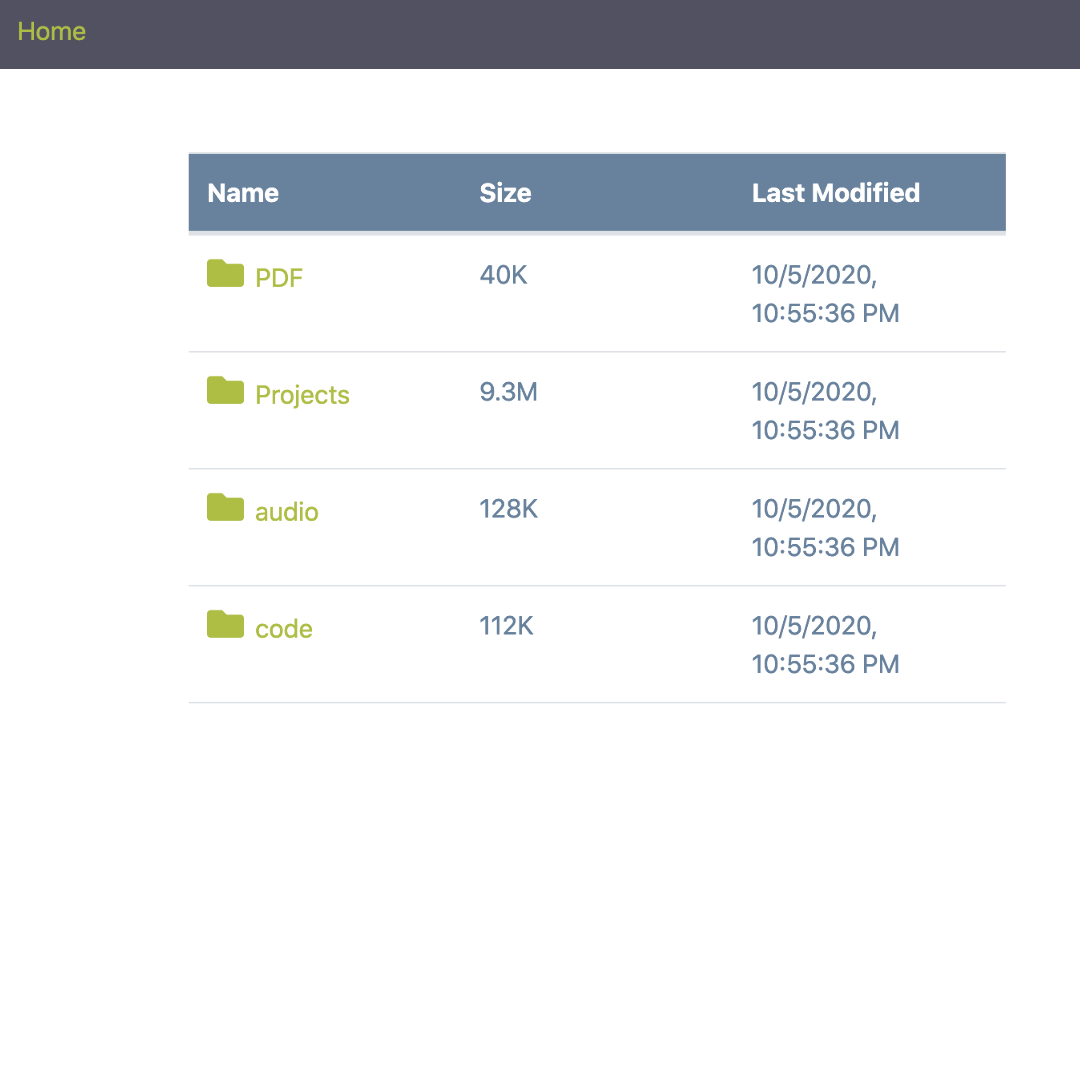 Home
Name Size Last Modified
PDF 40K 10/5/2020,
10:55:36 PM
Projects 9.3M 10/5/2020,
10:55:36 PM
audio 128K 10/5/2020,
10:55:36 PM
code 112K 10/5/2020,
10:55:36 PM